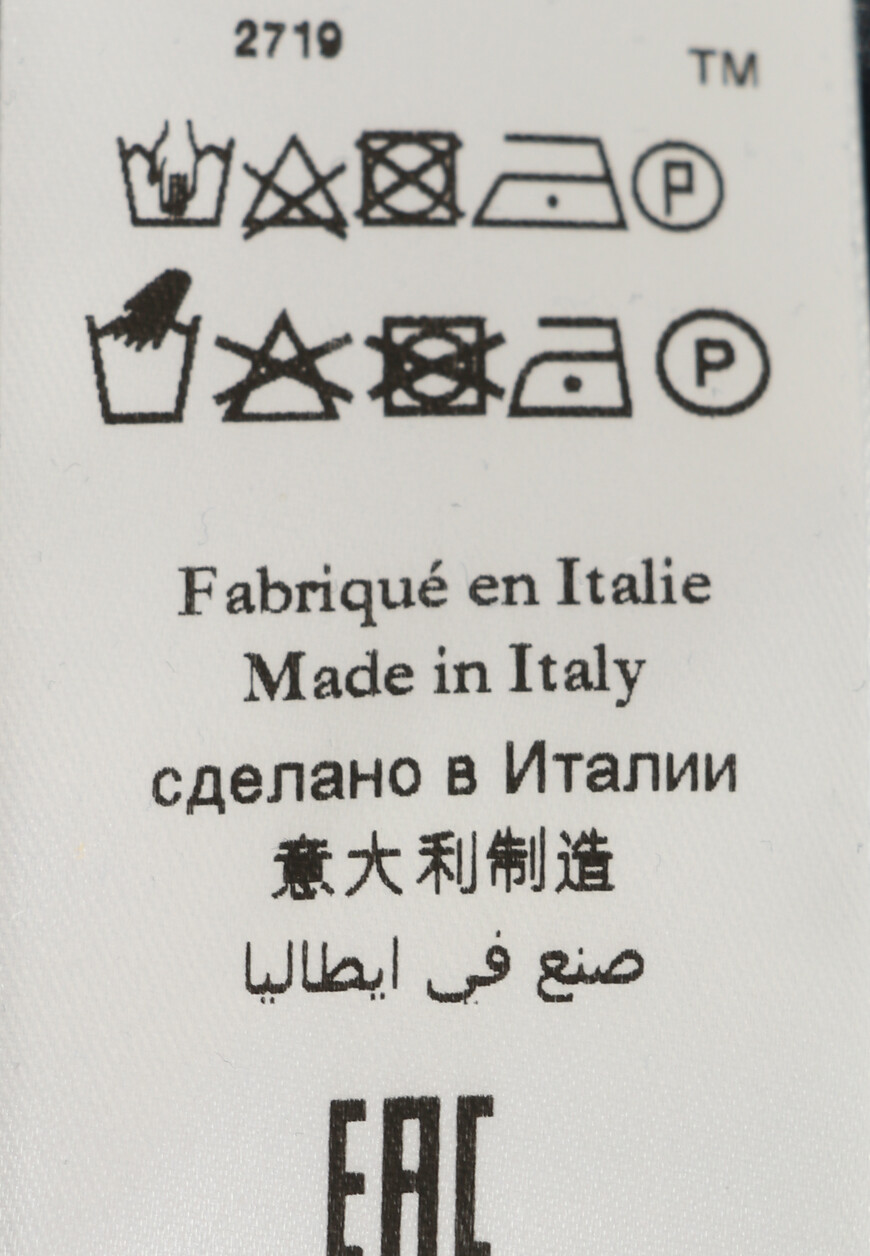 2719
TM
P
P
Fabriqué en Italie
Made in Italy
сделано в Италии
意大利制造
صنع في ايطاليا
EAC